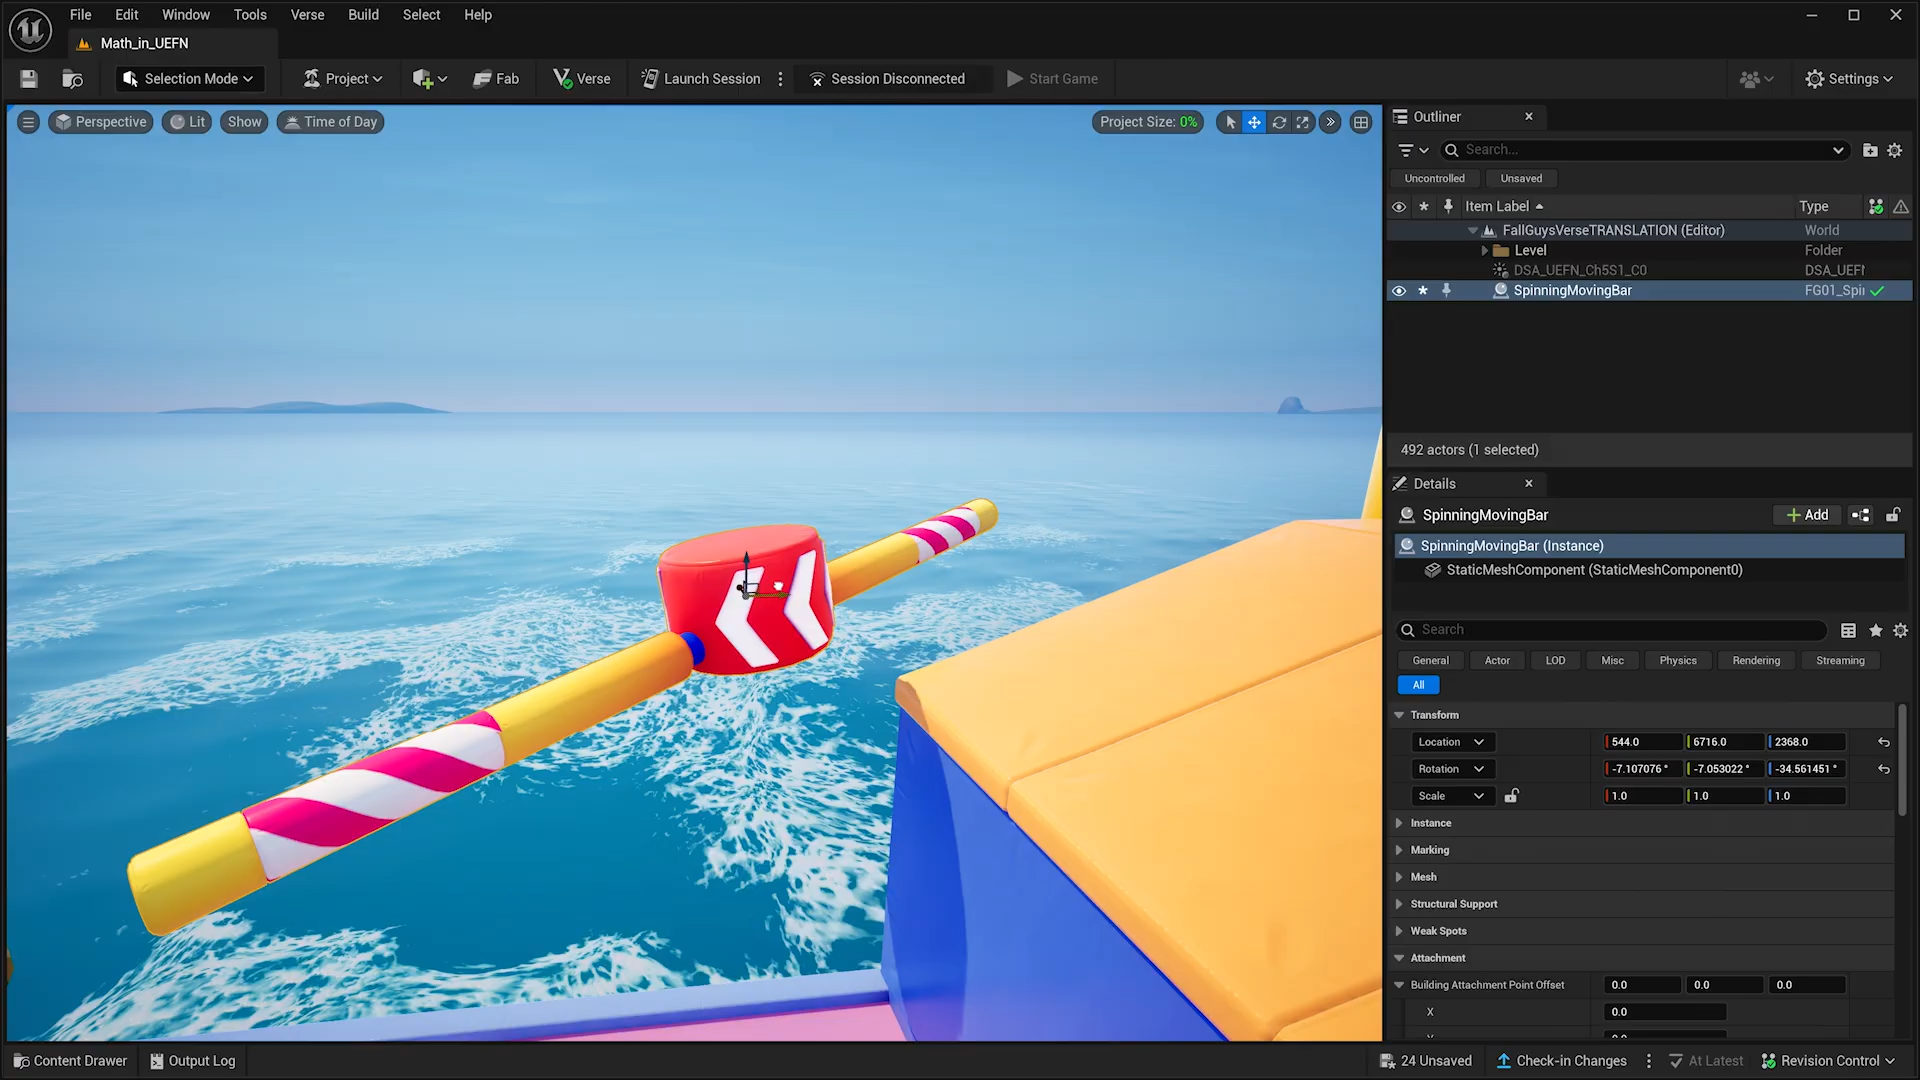 File Edit Window Tools Verse Build Select Help
Math_in_UEFN
Selection Mode Project Fab Verse Launch Session Session Disconnected Start Game Settings
Perspective Lit Show Time of Day Project Size: 0%
Outliner
Search...
Uncontrolled Unsaved
Item Label Type
FallGuysVerseTRANSLATION (Editor) World
Level Folder
DSA_UEFN_Ch5S1_C0 DSA_UEFN
SpinningMovingBar FG01_Spi
492 actors (1 selected)
Details
SpinningMovingBar Add
SpinningMovingBar (Instance)
StaticMeshComponent (StaticMeshComponent0)
Search
General Actor LOD Misc Physics Rendering Streaming
All
Transform
Location 544.0 6716.0 2368.0
Rotation -7.107076 ° -7.053022 ° -34.561451 °
Scale 1.0 1.0 1.0
Instance
Marking
Mesh
Structural Support
Weak Spots
Attachment
Building Attachment Point Offset 0.0 0.0 0.0
X 0.0
Content Drawer Output Log 24 Unsaved Check-in Changes At Latest Revision Control